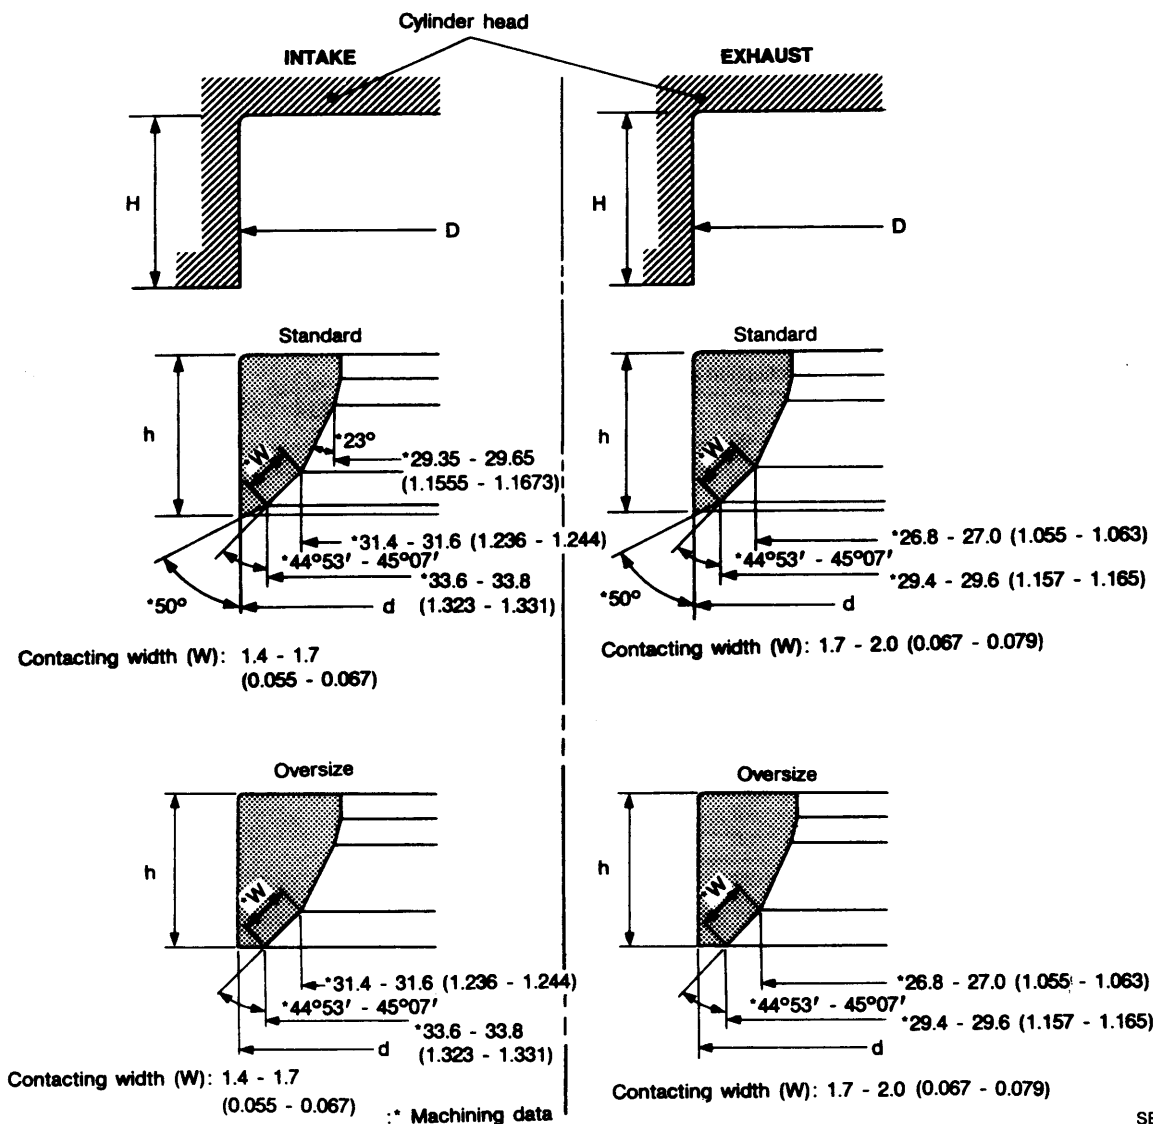 Cylinder head
INTAKE
H
D
Standard
h
*W
*23°
*29.35 - 29.65
(1.1555 - 1.1673)
*31.4 - 31.6 (1.236 - 1.244)
*44°53′ - 45°07′
*33.6 - 33.8
(1.323 - 1.331)
*50°
d
Contacting width (W): 1.4 - 1.7
(0.055 - 0.067)
Oversize
h
*W
*31.4 - 31.6 (1.236 - 1.244)
*44°53′ - 45°07′
*33.6 - 33.8
(1.323 - 1.331)
d
Contacting width (W): 1.4 - 1.7
(0.055 - 0.067)
:* Machining data
EXHAUST
H
D
Standard
h
*W
*26.8 - 27.0 (1.055 - 1.063)
*44°53′ - 45°07′
*29.4 - 29.6 (1.157 - 1.165)
*50°
d
Contacting width (W): 1.7 - 2.0 (0.067 - 0.079)
Oversize
h
*W
*26.8 - 27.0 (1.055 - 1.063)
*44°53′ - 45°07′
*29.4 - 29.6 (1.157 - 1.165)
d
Contacting width (W): 1.7 - 2.0 (0.067 - 0.079)